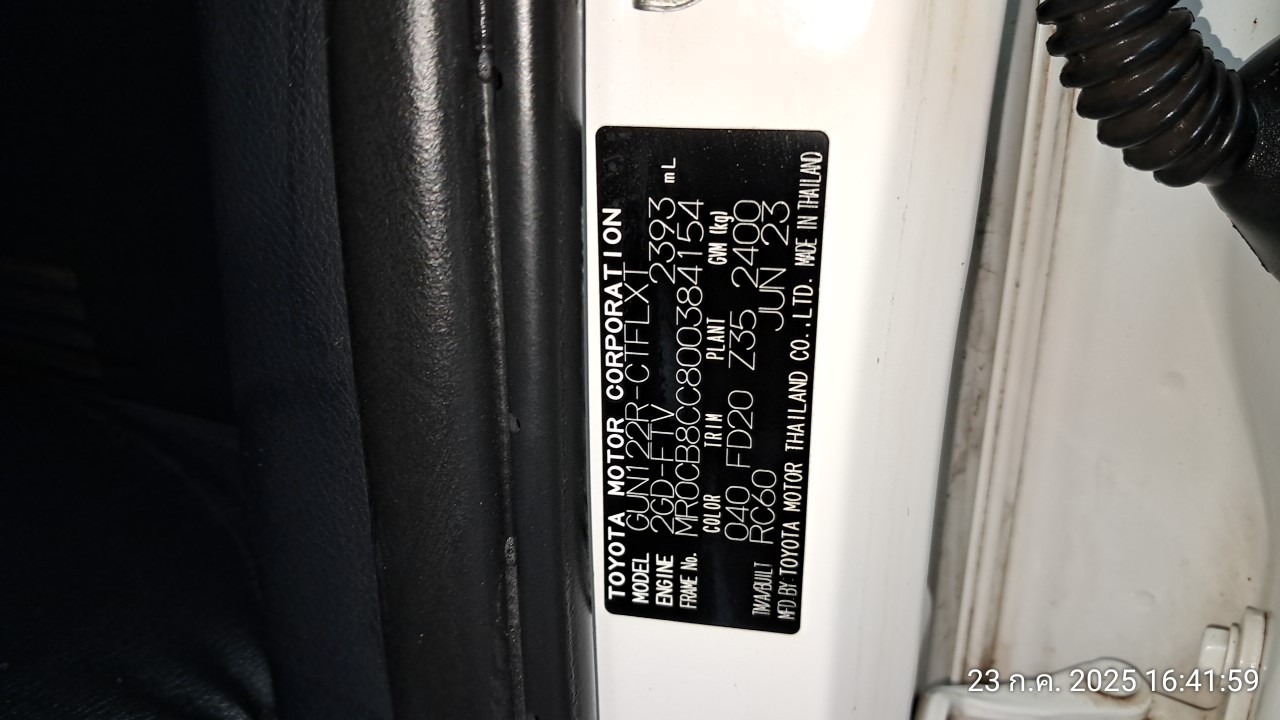 TOYOTA MOTOR CORPORATION
MODEL GUN122R-CTFLXT
ENGINE 2GD-FTV 2393 mL
FRAME No. MR0CB8CC800384154
COLOR TRIM PLANT GVM (kg)
040 FD20 Z35 2400
TM/A/BUILT RC60 JUN 23
MFD BY:TOYOTA MOTOR THAILAND CO.,LTD. MADE IN THAILAND
23 ก.ค. 2025 16:41:59